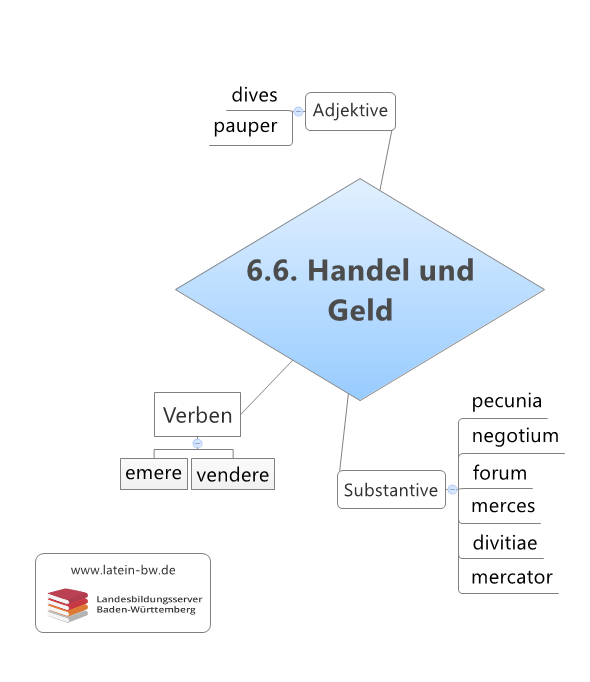 dives
pauper
Adjektive
6.6. Handel und
Geld
Verben
emere
vendere
Substantive
pecunia
negotium
forum
merces
divitiae
mercator
www.latein-bw.de
Landesbildungsserver
Baden-Württemberg